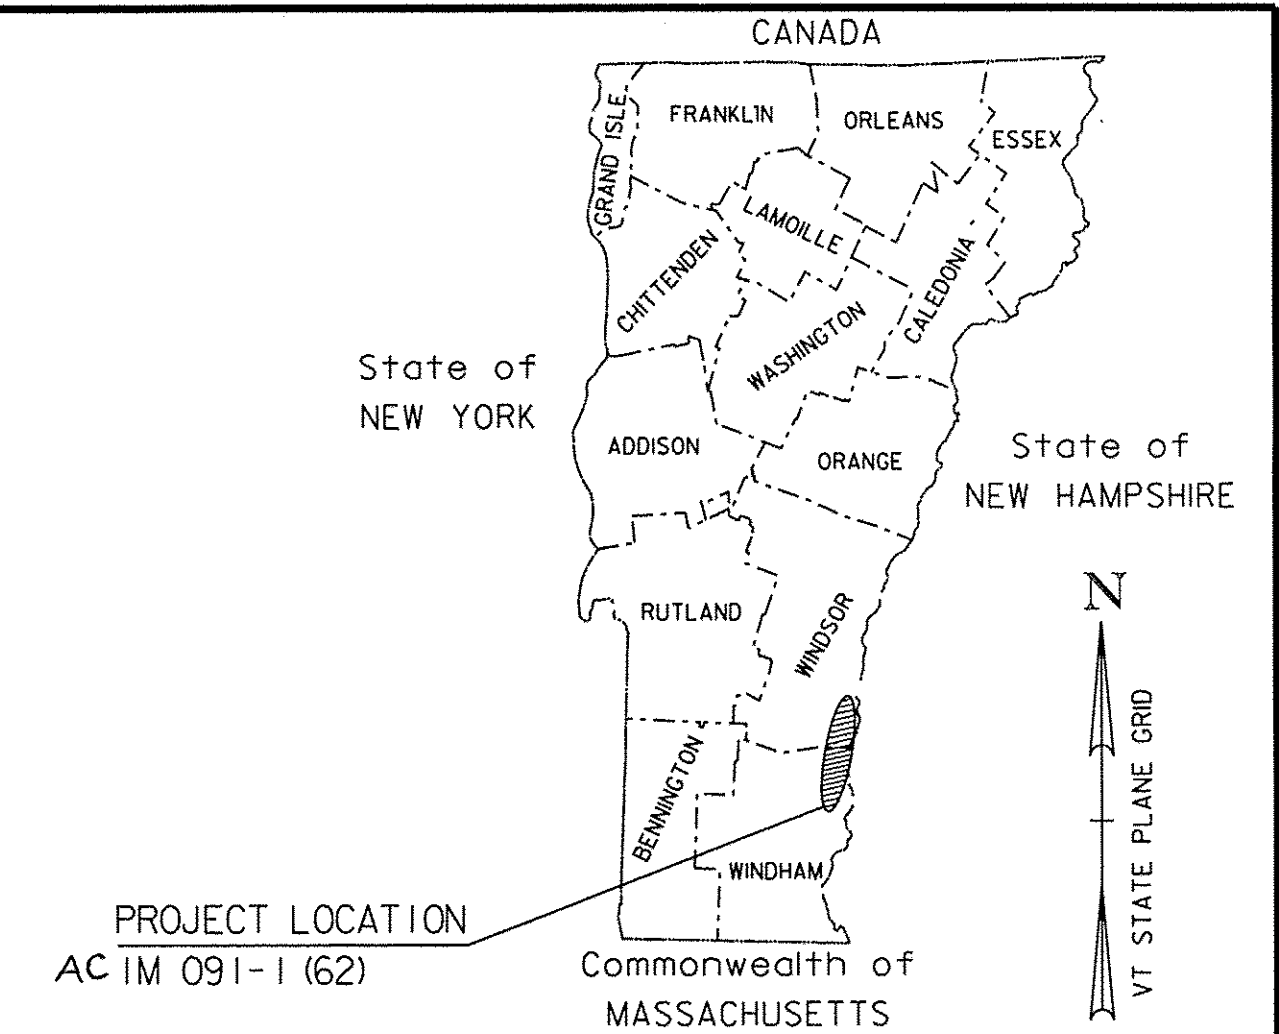 CANADA
GRAND ISLE
FRANKLIN
ORLEANS
ESSEX
LAMOILLE
CHITTENDEN
CALEDONIA
WASHINGTON
State of
NEW YORK
ADDISON
ORANGE
State of
NEW HAMPSHIRE
RUTLAND
WINDSOR
N
VT STATE PLANE GRID
BENNINGTON
WINDHAM
PROJECT LOCATION
AC IM 091-1 (62)
Commonwealth of
MASSACHUSETTS